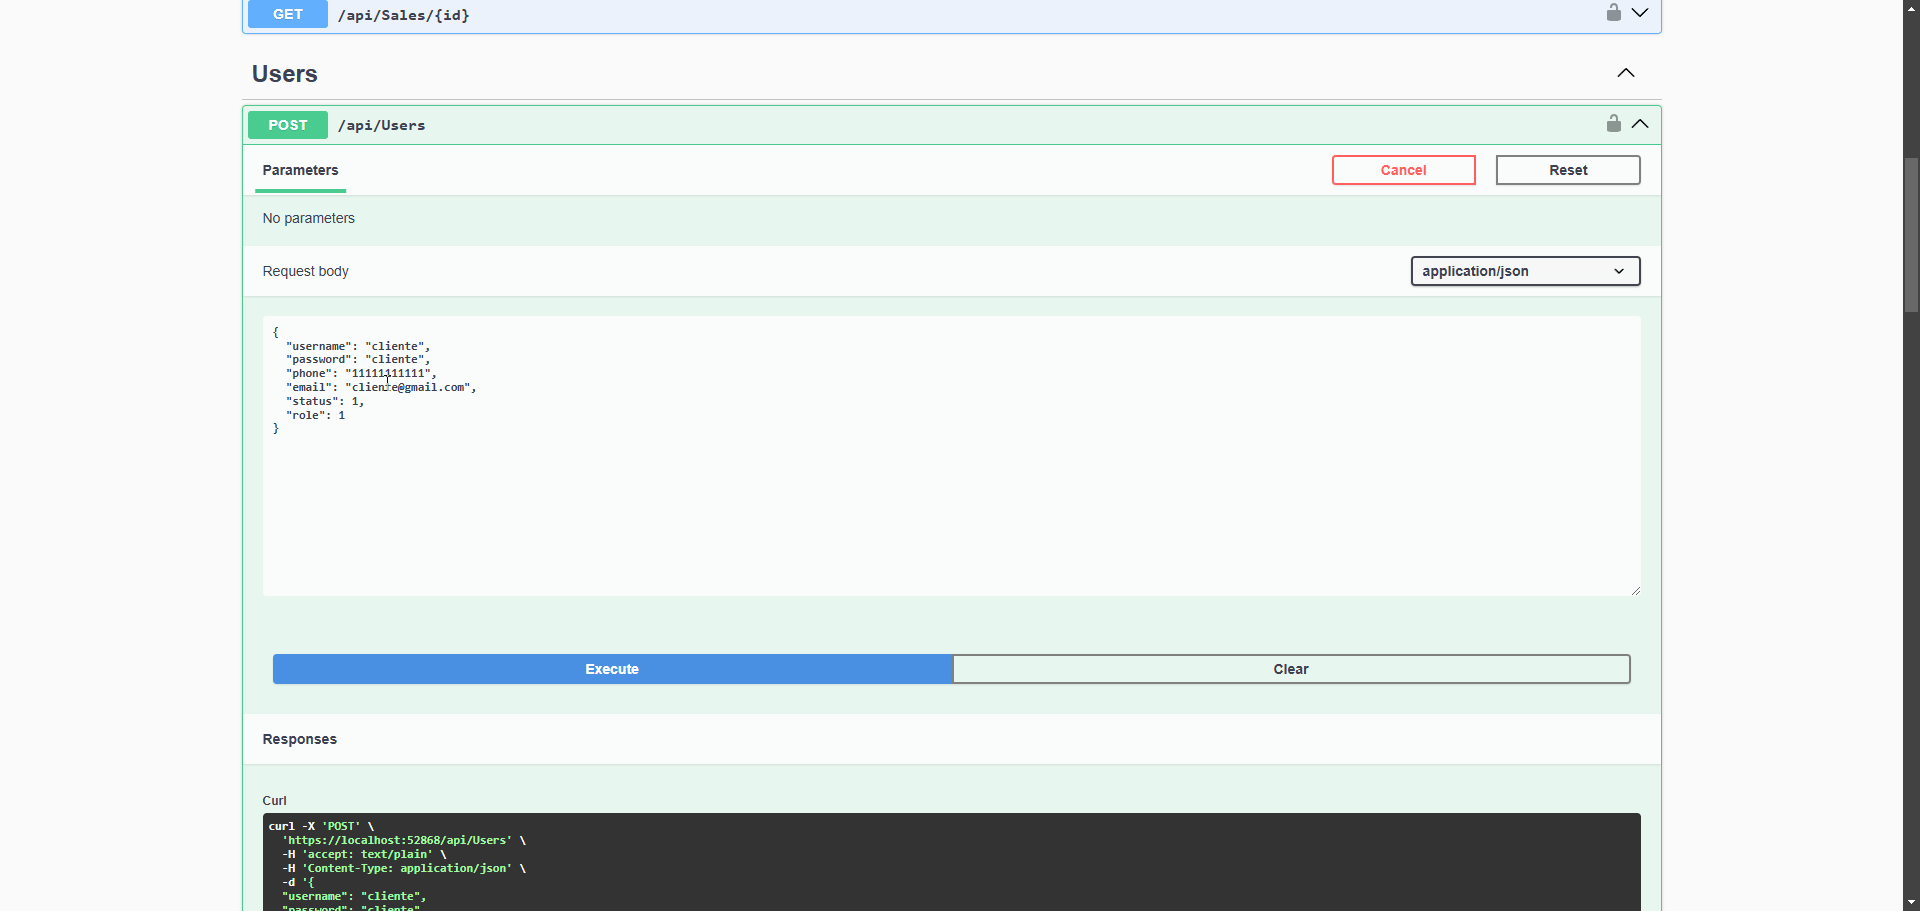 GET /api/Sales/{id}
Users
POST /api/Users
Parameters Cancel Reset
No parameters
Request body application/json
{
"username": "cliente",
"password": "cliente",
"phone": "11111111111",
"email": "cliente@gmail.com",
"status": 1,
"role": 1
}
Execute Clear
Responses
Curl
curl -X 'POST' \
'https://localhost:52868/api/Users' \
-H 'accept: text/plain' \
-H 'Content-Type: application/json' \
-d '{
"username": "cliente",
"password": "cliente"